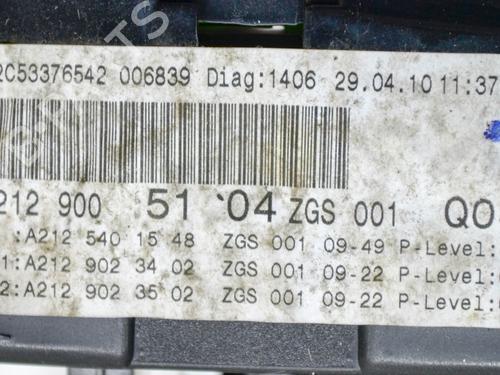 2C53376542 006839 Diag:1406 29.04.10 11:37
212 900 51 04 ZGS 001 Q0
:A212 540 15 48 ZGS 001 09-49 P-Level:
1:A212 902 34 02 ZGS 001 09-22 P-Level:
2:A212 902 35 02 ZGS 001 09-22 P-Level: